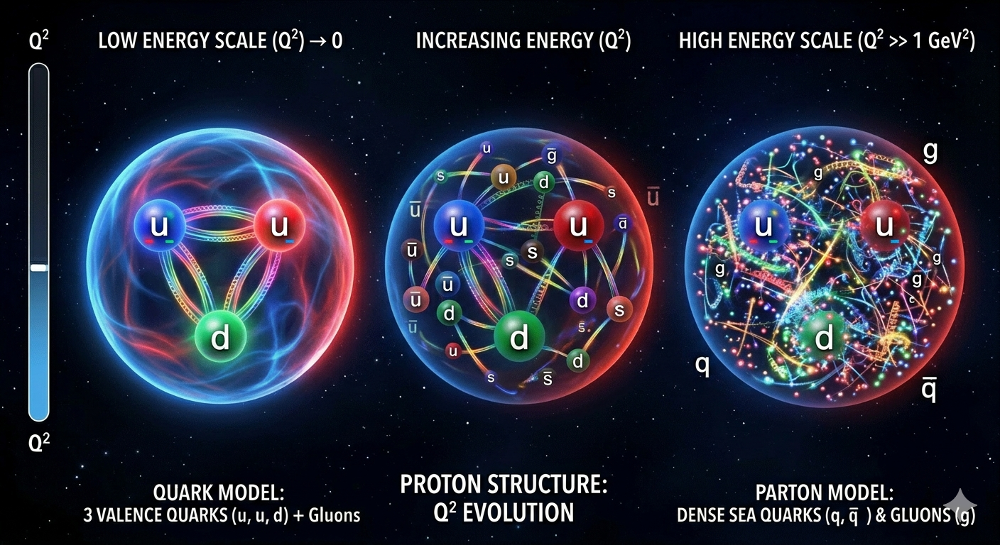 Q²
LOW ENERGY SCALE (Q²) → 0
INCREASING ENERGY (Q²)
HIGH ENERGY SCALE (Q² >> 1 GeV²)
u
u
d
u
g̅
s
u
d
s
u̅
u̅
u
u
a̅
u̅
s
s
u̅
u̅
d
d
s
u̅
d
s̅
u
d
s
s̅
g
g
u
u
g
g
g̅
c
d
q
q̅
Q²
QUARK MODEL:
3 VALENCE QUARKS (u, u, d) + Gluons
PROTON STRUCTURE:
Q² EVOLUTION
PARTON MODEL:
DENSE SEA QUARKS (q, q̅ ) & GLUONS (g)